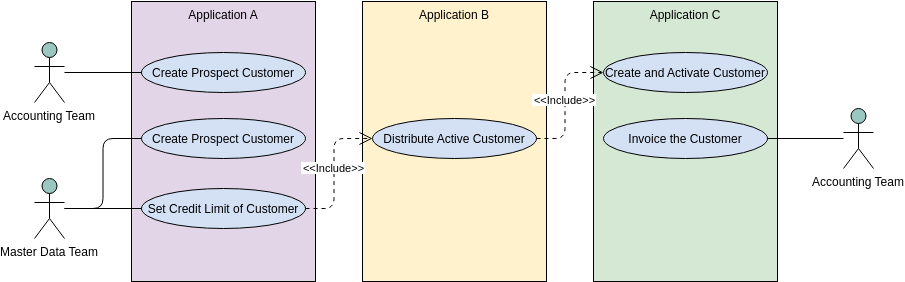 Application A
Application B
Application C
Create Prospect Customer
Create and Activate Customer
<<Include>>
Accounting Team
Create Prospect Customer
Distribute Active Customer
Invoice the Customer
<<Include>>
Accounting Team
Set Credit Limit of Customer
Master Data Team